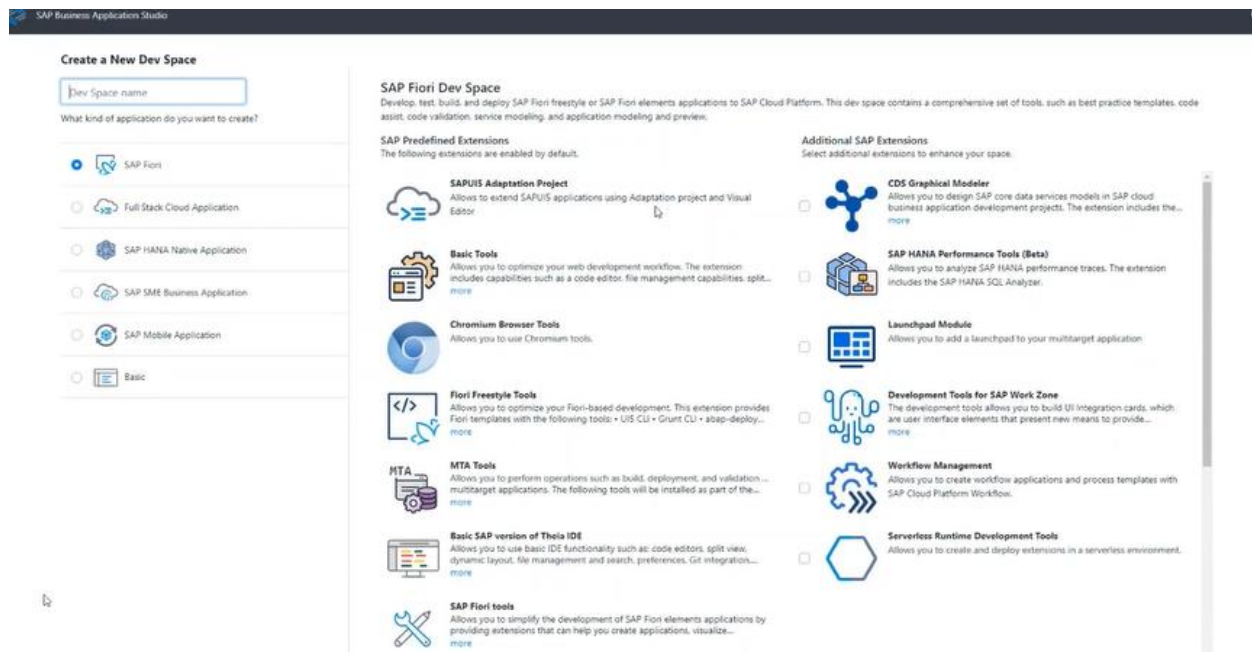 SAP Business Application Studio
Create a New Dev Space
Dev Space name
What kind of application do you want to create?
SAP Fiori
Full Stack Cloud Application
SAP HANA Native Application
SAP SME Business Application
SAP Mobile Application
Basic
SAP Fiori Dev Space
Develop, test, build, and deploy SAP Fiori freestyle or SAP Fiori elements applications to SAP Cloud Platform. This dev space contains a comprehensive set of tools, such as best practice templates, code
assist, code validation, service modeling, and application modeling and preview.
SAP Predefined Extensions
The following extensions are enabled by default.
SAPUI5 Adaptation Project
Allows to extend SAPUI5 applications using Adaptation project and Visual
Editor
Basic Tools
Allows you to optimize your web development workflow. The extension
includes capabilities such as a code editor, file management capabilities, split...
more
Chromium Browser Tools
Allows you to use Chromium tools.
Fiori Freestyle Tools
</>
Allows you to optimize your Fiori-based development. This extension provides
Fiori templates with the following tools: • UI5 CLI • Grunt CLI • abap-deploy...
more
MTA
MTA Tools
Allows you to perform operations such as build, deployment, and validation ...
multitarget applications. The following tools will be installed as part of the...
more
Basic SAP version of Theia IDE
Allows you to use basic IDE functionality such as: code editors, split view,
dynamic layout, file management and search, preferences, Git integration,...
more
SAP Fiori tools
Allows you to simplify the development of SAP Fiori elements applications by
providing extensions that can help you create applications, visualize...
more
Additional SAP Extensions
Select additional extensions to enhance your space.
CDS Graphical Modeler
Allows you to design SAP core data services models in SAP cloud
business application development projects. The extension includes the...
more
SAP HANA Performance Tools (Beta)
Allows you to analyze SAP HANA performance traces. The extension
includes the SAP HANA SQL Analyzer.
Launchpad Module
Allows you to add a launchpad to your multitarget application
Development Tools for SAP Work Zone
The development tools allows you to build UI Integration cards, which
are user interface elements that present new means to provide...
more
Workflow Management
Allows you to create workflow applications and process templates with
SAP Cloud Platform Workflow.
Serverless Runtime Development Tools
Allows you to create and deploy extensions in a serverless environment.